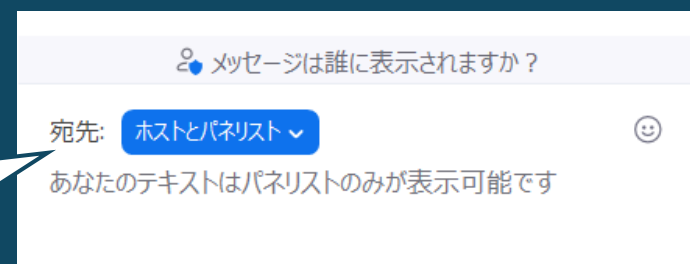 メッセージは誰に表示されますか？
宛先: ホストとパネリスト
あなたのテキストはパネリストのみが表示可能です